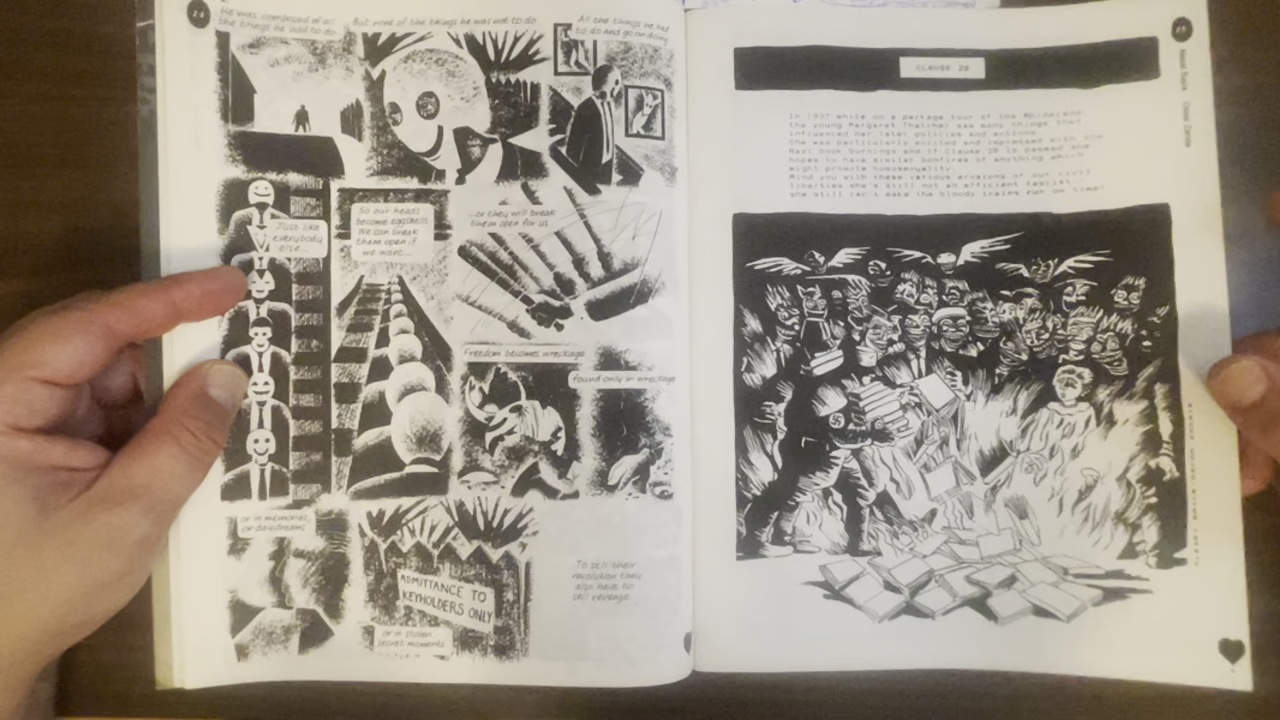 He was composed of all
the things he had to do
But none of the things he was not to do
All the things he had
to do and go on doing
Just like
everybody
else...
So our heads
become eggshells
We can break
them open if
we want....
...or they will break
them open for us
Freedom becomes wreckage
found only in wreckage
or in memories,
or daydreams
ADMITTANCE TO
KEYHOLDERS ONLY
or in stolen
secret moments
To sell their
revolution they
also have to
sell revenge
CLAUSE 28
In 1937 while on a package tour of the
the young Margaret Thatcher saw many things that
influenced her later policies and actions.
She was particularly excited and impressed with the
Nazi book burnings and if Clause 28 is passed she
hopes to have similar bonfires of anything which
might promote homosexuality.
Mind you with these various erosions of our civil
liberties she's still not an efficient fascist...
she still can't make the bloody trains run on time!